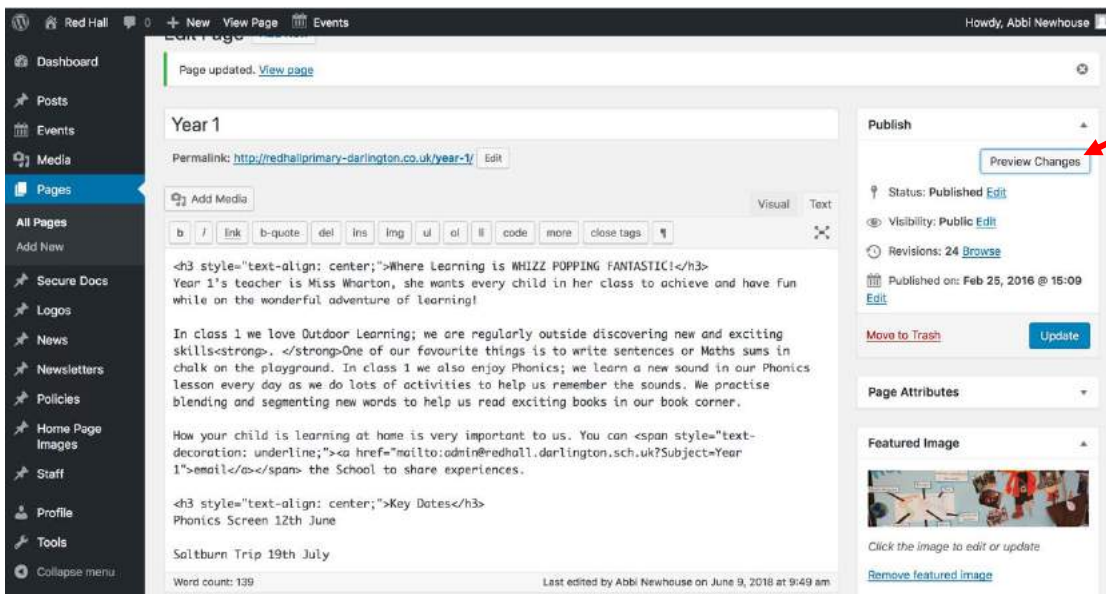 Red Hall 0 + New View Page Events Howdy, Abbi Newhouse
Edit Page Add New
Dashboard
Posts
Events
Media
Pages
All Pages
Add New
Secure Docs
Logos
News
Newsletters
Policies
Home Page
Images
Staff
Profile
Tools
Collapse menu
Page updated. View page
Year 1
Permalink: http://redhallprimary-darlington.co.uk/year-1/ Edit
Add Media Visual Text
b i link b-quote del ins img ul ol li code more close tags ¶
<h3 style="text-align: center;">Where Learning is WHIZZ POPPING FANTASTIC!</h3>
Year 1's teacher is Miss Wharton, she wants every child in her class to achieve and have fun
while on the wonderful adventure of learning!
In class 1 we love Outdoor Learning; we are regularly outside discovering new and exciting
skills<strong>. </strong>One of our favourite things is to write sentences or Maths sums in
chalk on the playground. In class 1 we also enjoy Phonics; we learn a new sound in our Phonics
lesson every day as we do lots of activities to help us remember the sounds. We practise
blending and segmenting new words to help us read exciting books in our book corner.
How your child is learning at home is very important to us. You can <span style="text-
decoration: underline;"><a href="mailto:admin@redhall.darlington.sch.uk?Subject=Year
1">email</a></span> the School to share experiences.
<h3 style="text-align: center;">Key Dates</h3>
Phonics Screen 12th June
Saltburn Trip 19th July
Word count: 139 Last edited by Abbi Newhouse on June 9, 2018 at 9:49 am
Publish
Preview Changes
Status: Published Edit
Visibility: Public Edit
Revisions: 24 Browse
Published on: Feb 25, 2016 @ 15:09
Edit
Move to Trash Update
Page Attributes
Featured Image
Click the image to edit or update
Remove featured image